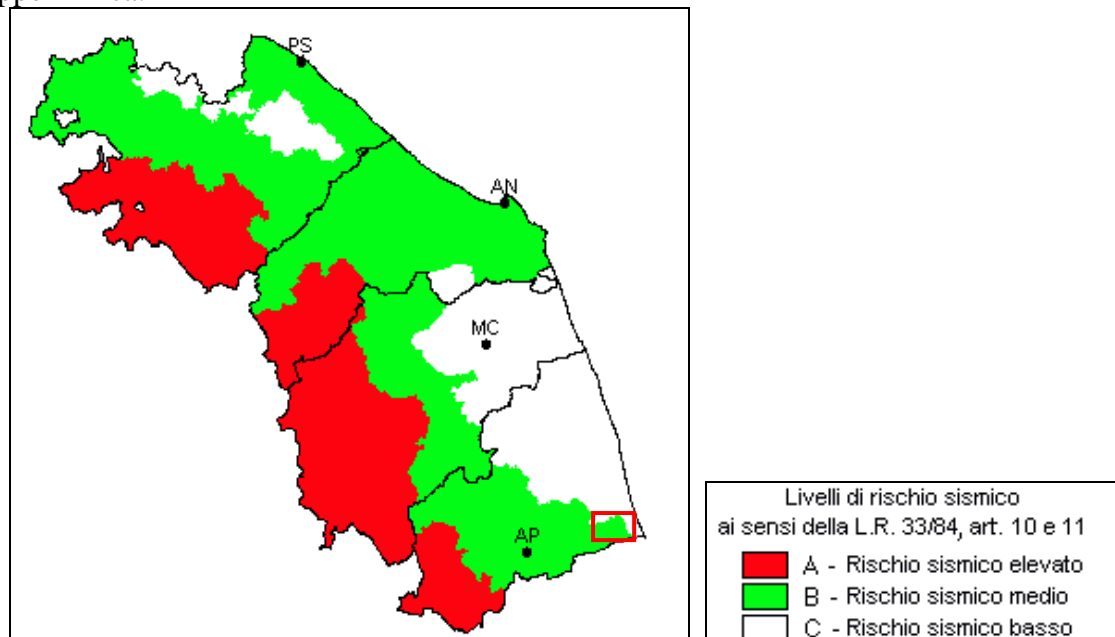 PS
AN
MC
AP
Livelli di rischio sismico
ai sensi della L.R. 33/84, art. 10 e 11
A - Rischio sismico elevato
B - Rischio sismico medio
C - Rischio sismico basso